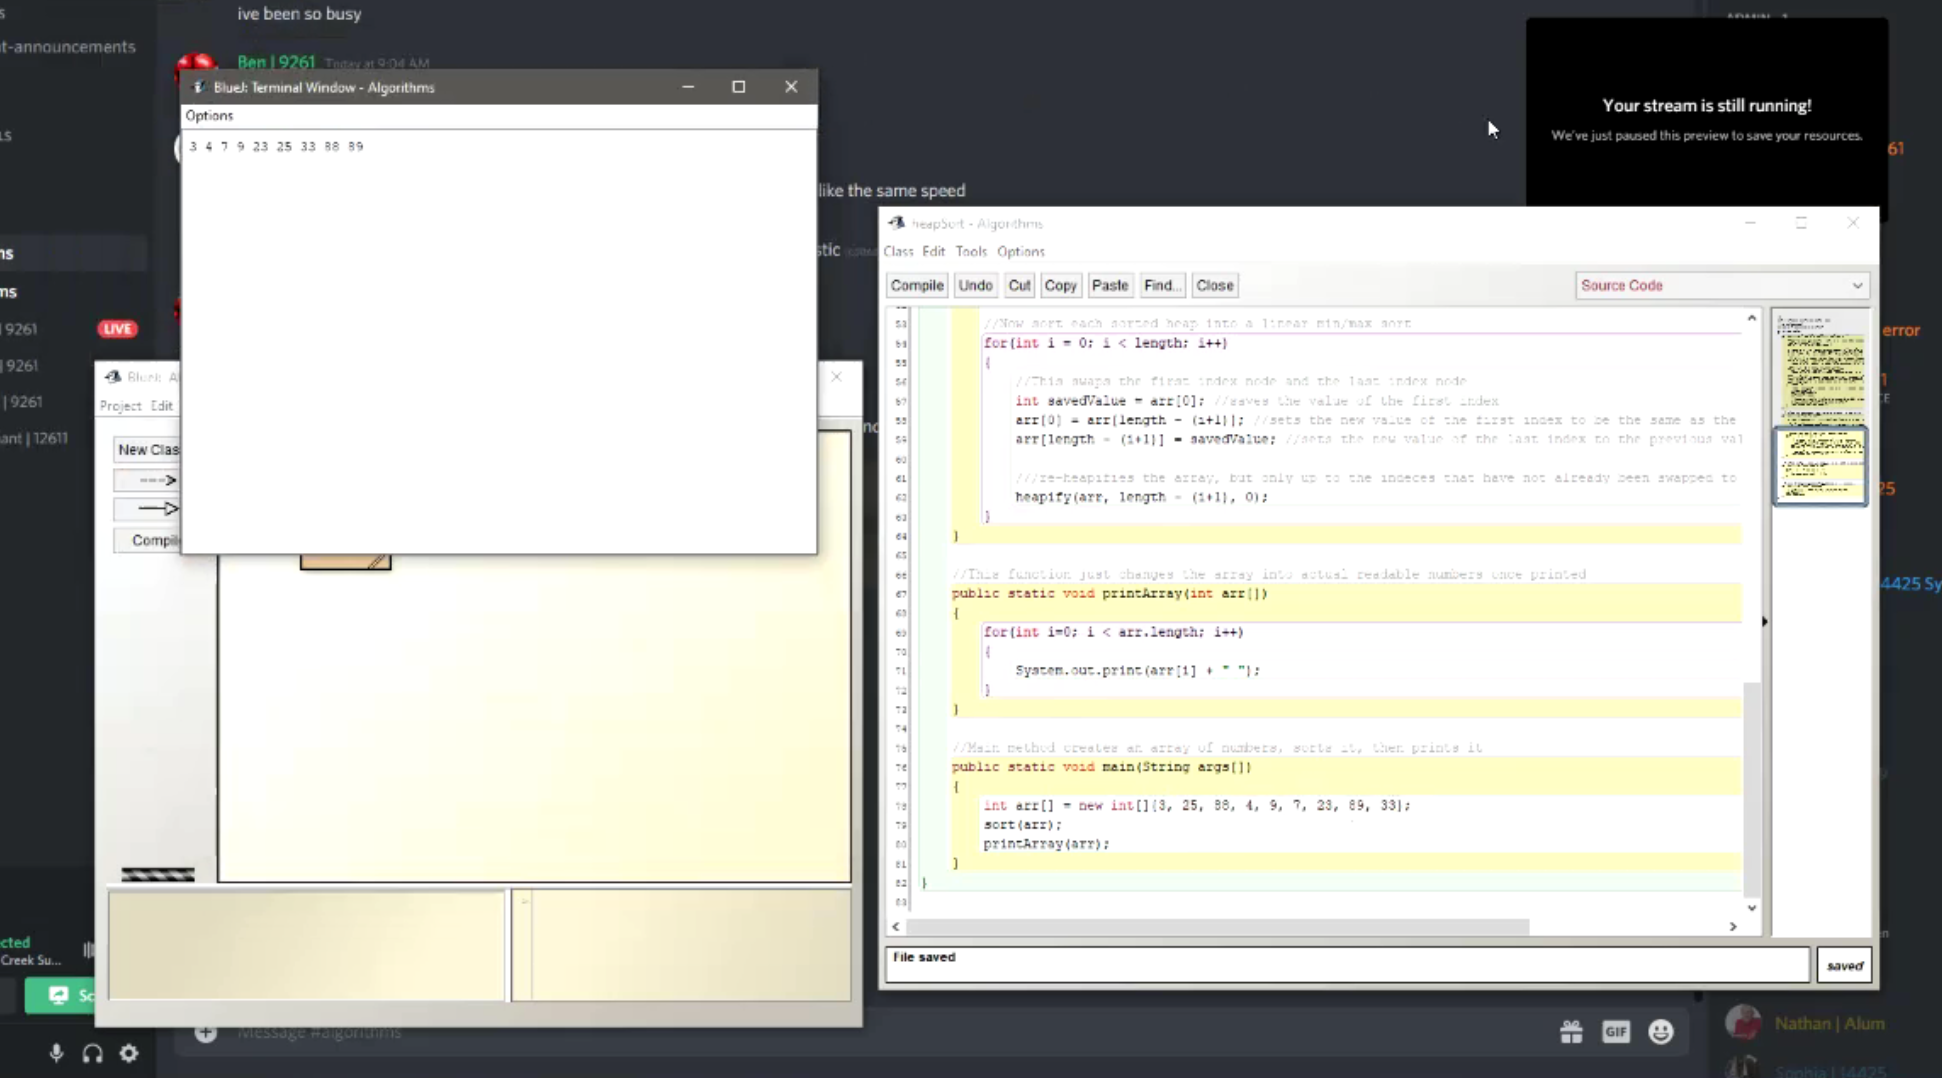 ive been so busy
t-announcements
Ben | 9261 Today at 9:04 AM
BlueJ: Terminal Window - Algorithms
Options
3 4 7 9 23 25 33 88 89
Your stream is still running!
We've just paused this preview to save your resources.
61
like the same speed
stic
heapSort - Algorithms
Class Edit Tools Options
Compile Undo Cut Copy Paste Find... Close
Source Code
ms
ms
| 9261
LIVE
| 9261
| 9261
ant | 12611
error
25
4425 Sy
BlueJ: Al
Project Edit
New Clas
Compile
53 //Now sort each sorted heap into a linear min/max sort
54 for(int i = 0; i < length; i++)
55 {
56 //This swaps the first index node and the last index node
57 int savedValue = arr[0]; //saves the value of the first index
58 arr[0] = arr[length - (i+1)]; //sets the new value of the first index to be the same as the
59 arr[length - (i+1)] = savedValue; //sets the new value of the last index to the previous val
60
61 ///re-heapifies the array, but only up to the indeces that have not already been swapped to
62 heapify(arr, length - (i+1), 0);
63 }
64 }
65
66 //This function just changes the array into actual readable numbers once printed
67 public static void printArray(int arr[])
68 {
69 for(int i=0; i < arr.length; i++)
70 {
71 System.out.print(arr[i] + " ");
72 }
73 }
74
75 //Main method creates an array of numbers, sorts it, then prints it
76 public static void main(String args[])
77 {
78 int arr[] = new int[]{3, 25, 88, 4, 9, 7, 23, 89, 33};
79 sort(arr);
80 printArray(arr);
81 }
82 }
83
File saved
saved
cted
Creek Su...
Sc
Message #algorithms
GIF
Nathan | Alum
Sophia | 14425